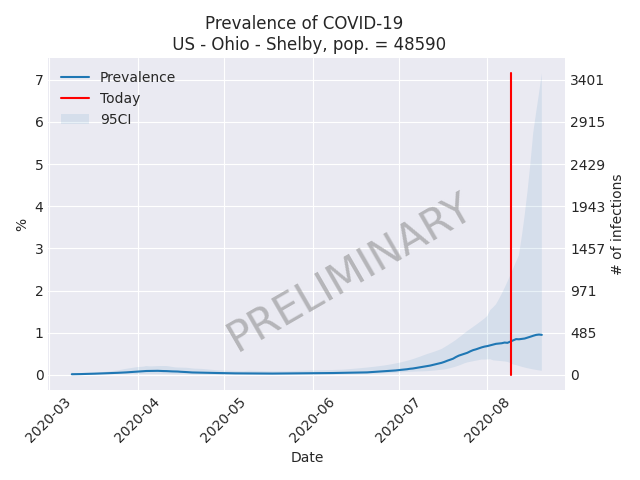 Prevalence of COVID-19
US - Ohio - Shelby, pop. = 48590
Prevalence
Today
95CI
7
6
5
4
3
2
1
0
%
3401
2915
2429
1943
1457
971
485
0
# of infections
PRELIMINARY
2020-03
2020-04
2020-05
2020-06
2020-07
2020-08
Date